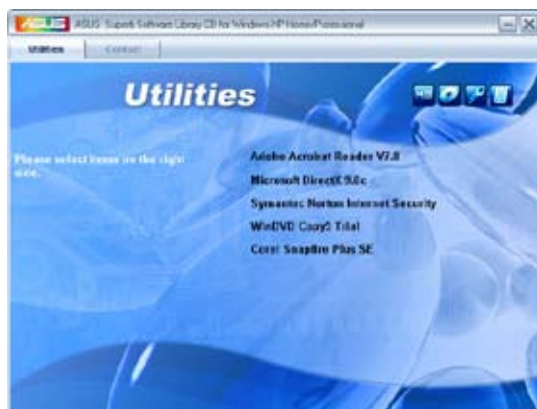 ASUS Superb Software Library CD for Windows XP Home/Professional
Utilities
Contact
Utilities
Please select items on the right
side.
Adobe Acrobat Reader V7.0
Microsoft DirectX 9.0c
Symantec Norton Internet Security
WinDVD Copy5 Trial
Corel Snapfire Plus SE